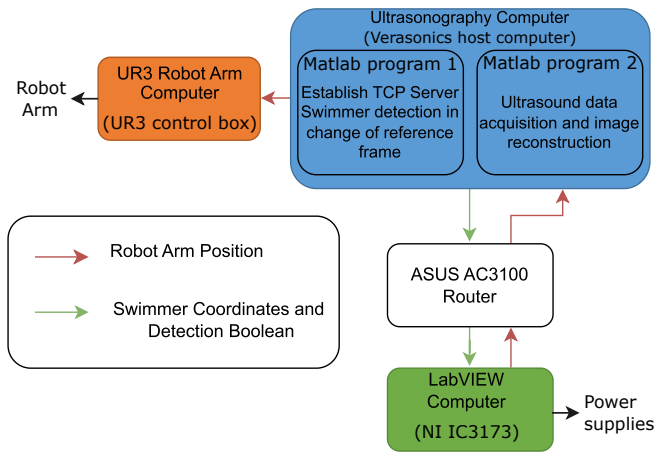 Ultrasonography Computer
(Verasonics host computer)
Matlab program 1
Establish TCP Server
Swimmer detection in
change of reference
frame
Matlab program 2
Ultrasound data
acquisition and image
reconstruction
UR3 Robot Arm
Computer
(UR3 control box)
Robot
Arm
Robot Arm Position
Swimmer Coordinates and
Detection Boolean
ASUS AC3100
Router
LabVIEW
Computer
(NI IC3173)
Power
supplies